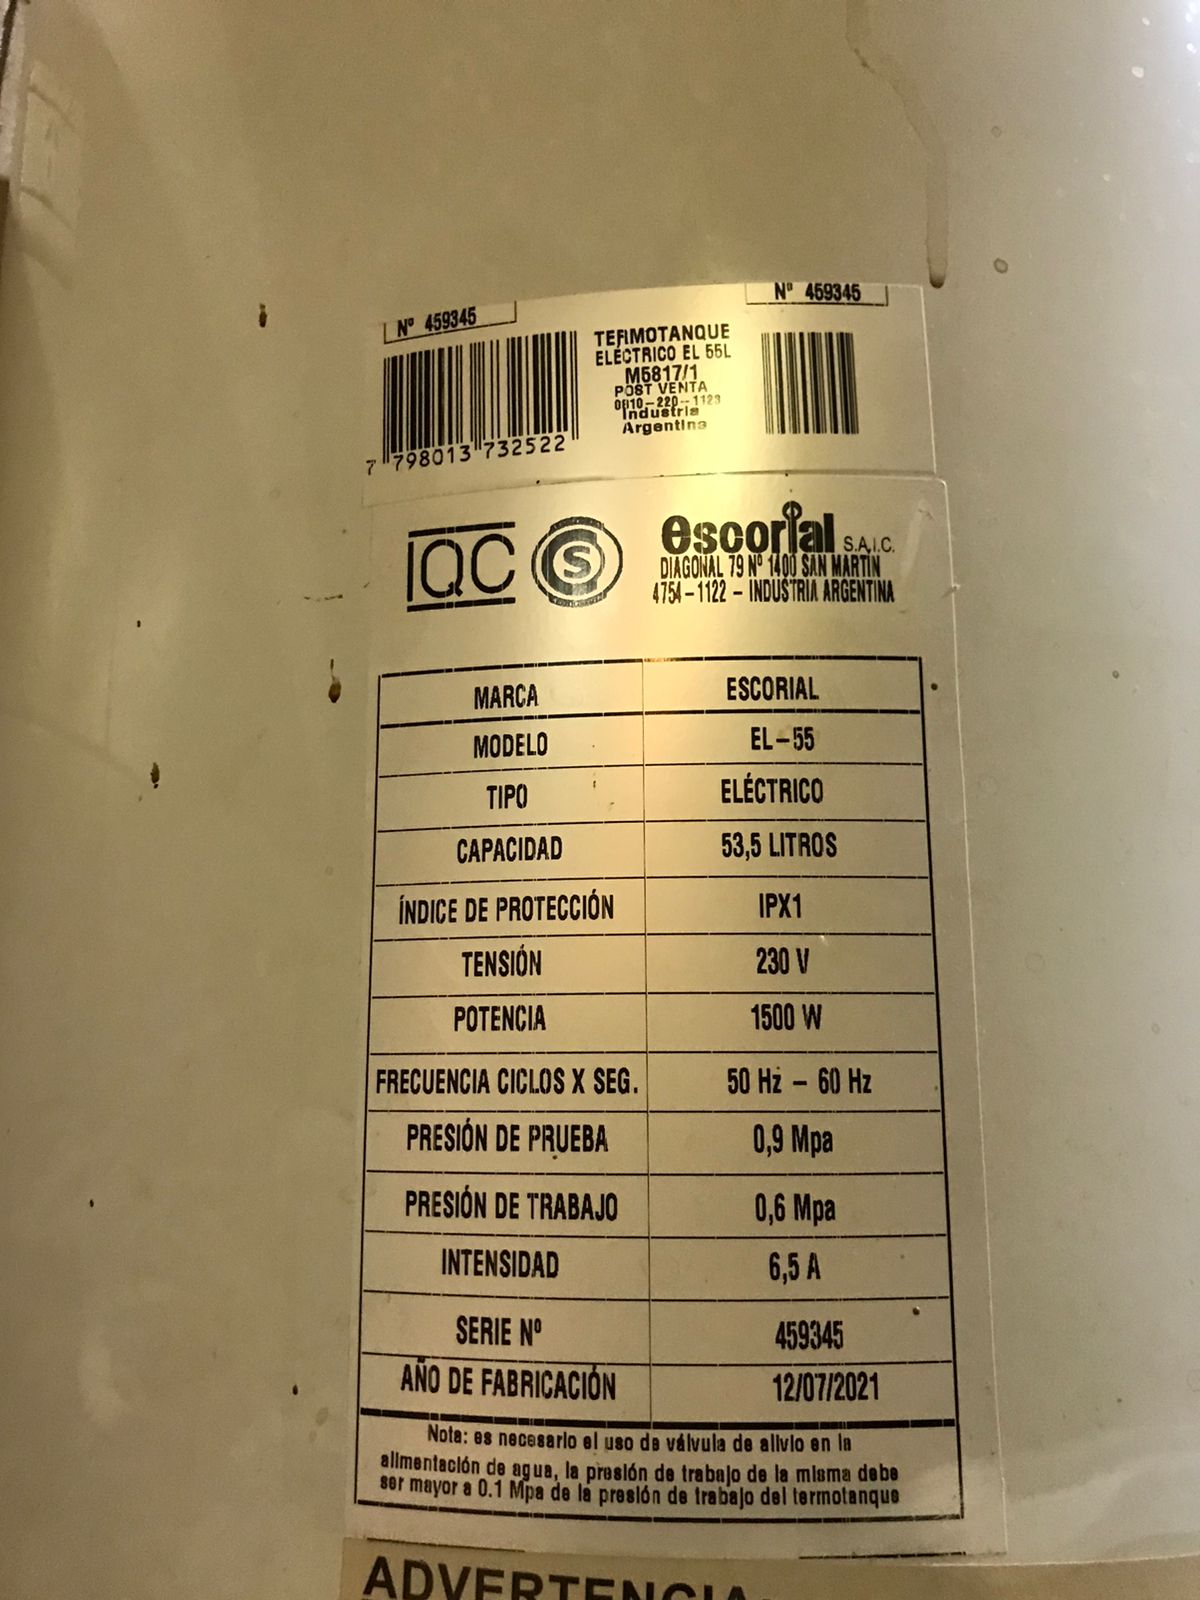 Nº 459345
Nº 459345
TERMOTANQUE
ELÉCTRICO EL 55L
M5817/1
POST VENTA
0810-220-1123
Industria
Argentina
7 798013 732522
IQC
S
escorial S.A.I.C.
DIAGONAL 79 Nº 1400 SAN MARTIN
4754-1122 - INDUSTRIA ARGENTINA
MARCA ESCORIAL
MODELO EL-55
TIPO ELÉCTRICO
CAPACIDAD 53,5 LITROS
ÍNDICE DE PROTECCIÓN IPX1
TENSIÓN 230 V
POTENCIA 1500 W
FRECUENCIA CICLOS X SEG. 50 Hz - 60 Hz
PRESIÓN DE PRUEBA 0,9 Mpa
PRESIÓN DE TRABAJO 0,6 Mpa
INTENSIDAD 6,5 A
SERIE Nº 459345
AÑO DE FABRICACIÓN 12/07/2021
Nota: es necesario el uso de válvula de alivio en la
alimentación de agua, la presión de trabajo de la misma debe
ser mayor a 0.1 Mpa de la presión de trabajo del termotanque
ADVERTENCIA